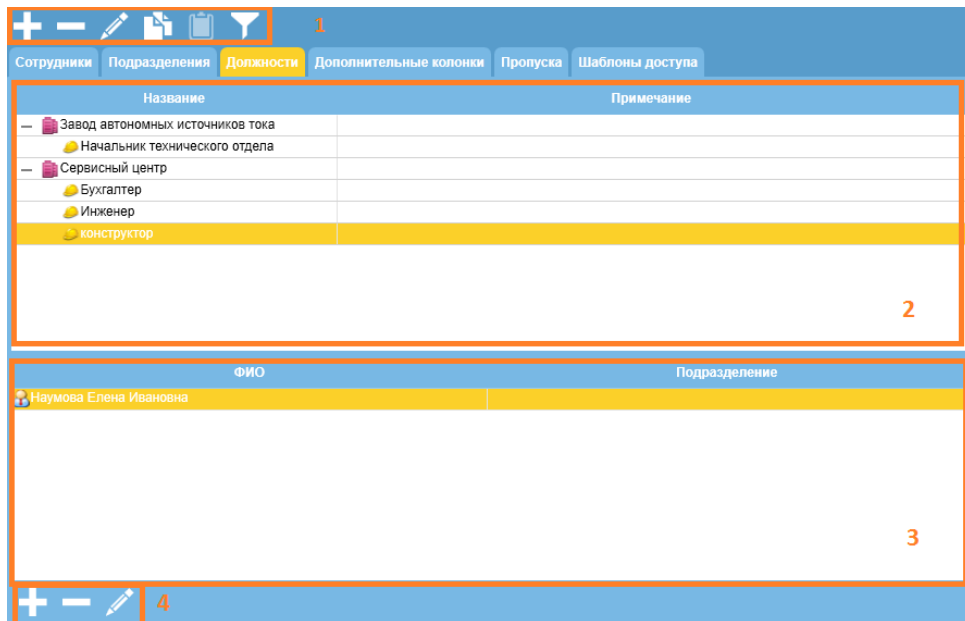 1
Сотрудники Подразделения Должности Дополнительные колонки Пропуска Шаблоны доступа
Название Примечание
Завод автономных источников тока
Начальник технического отдела
Сервисный центр
Бухгалтер
Инженер
конструктор
2
ФИО Подразделение
Наумова Елена Ивановна
3
4